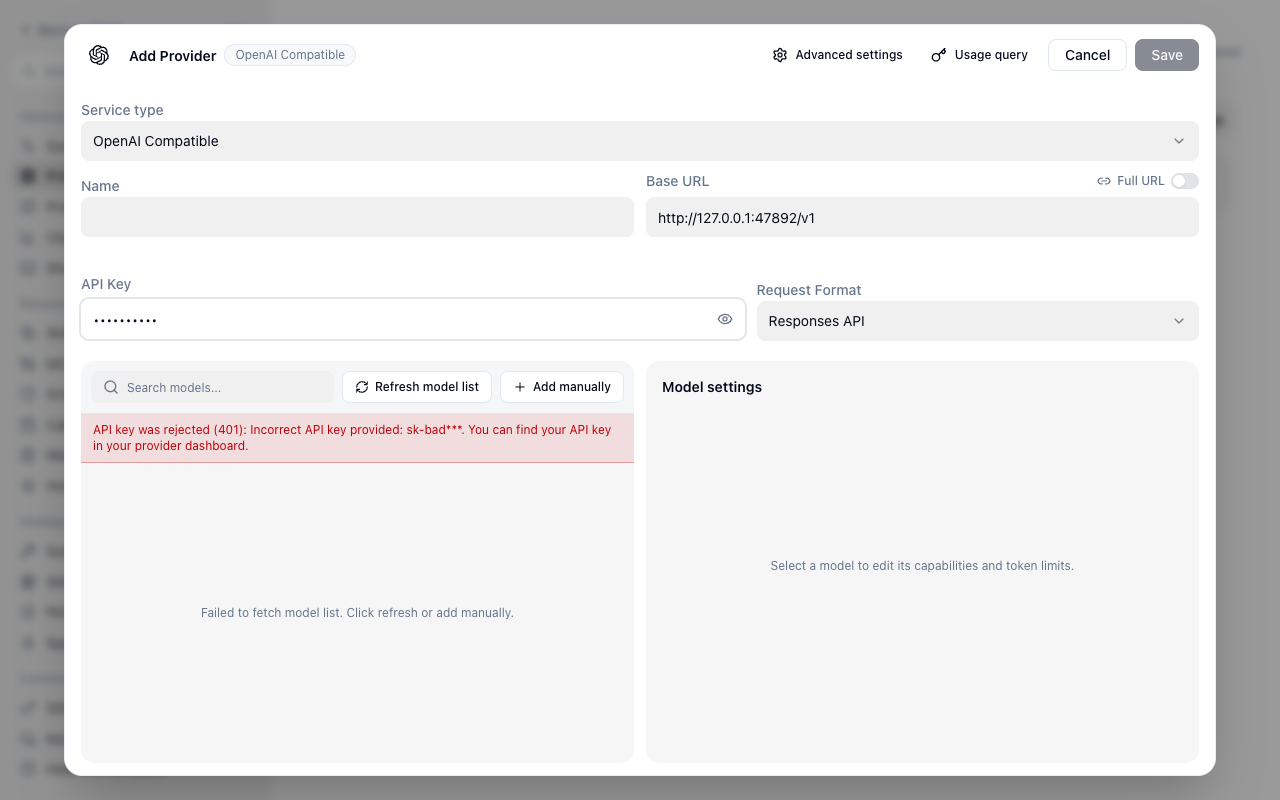 Add Provider
OpenAI Compatible
Advanced settings
Usage query
Cancel
Save
Service type
OpenAI Compatible
Name
Base URL
Full URL
http://127.0.0.1:47892/v1
API Key
Request Format
••••••••••
Responses API
Search models...
Refresh model list
Add manually
Model settings
API key was rejected (401): Incorrect API key provided: sk-bad***. You can find your API key
in your provider dashboard.
Select a model to edit its capabilities and token limits.
Failed to fetch model list. Click refresh or add manually.